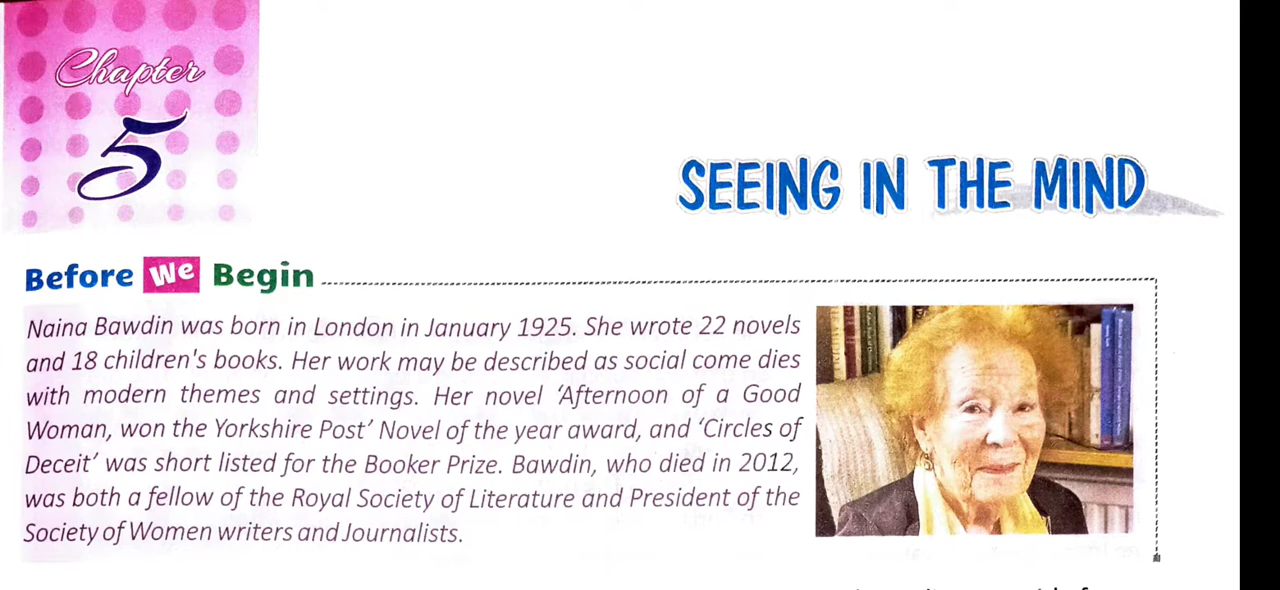 Chapter
5
SEEING IN THE MIND
Before We Begin
Naina Bawdin was born in London in January 1925. She wrote 22 novels
and 18 children's books. Her work may be described as social come dies
with modern themes and settings. Her novel ‘Afternoon of a Good
Woman, won the Yorkshire Post’ Novel of the year award, and ‘Circles of
Deceit’ was short listed for the Booker Prize. Bawdin, who died in 2012,
was both a fellow of the Royal Society of Literature and President of the
Society of Women writers and Journalists.